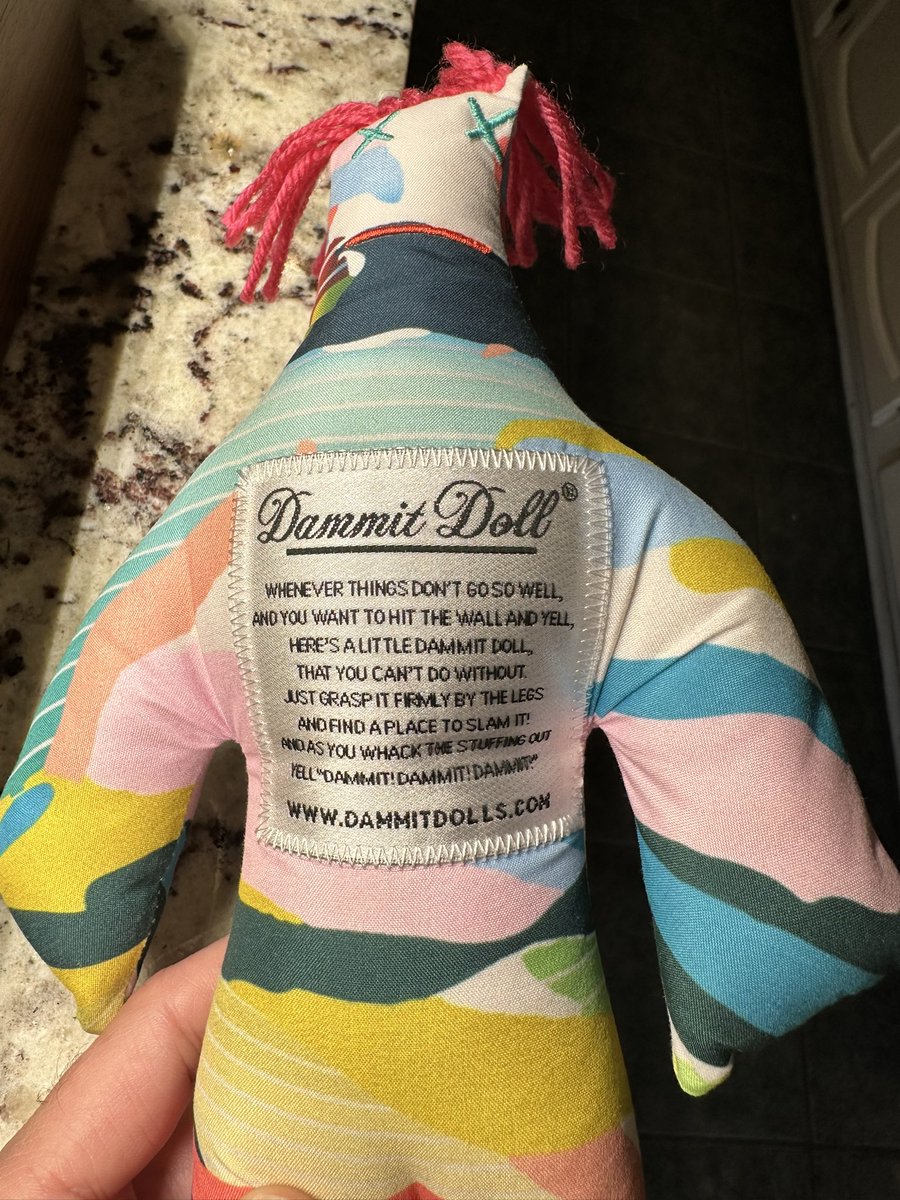 Dammit Doll®
WHENEVER THINGS DON'T GO SO WELL,
AND YOU WANT TO HIT THE WALL AND YELL,
HERE'S A LITTLE DAMMIT DOLL,
THAT YOU CAN'T DO WITHOUT.
JUST GRASP IT FIRMLY BY THE LEGS
AND FIND A PLACE TO SLAM IT!
AND AS YOU WHACK THE STUFFING OUT
YELL "DAMMIT! DAMMIT! DAMMIT!"
WWW.DAMMITDOLLS.COM